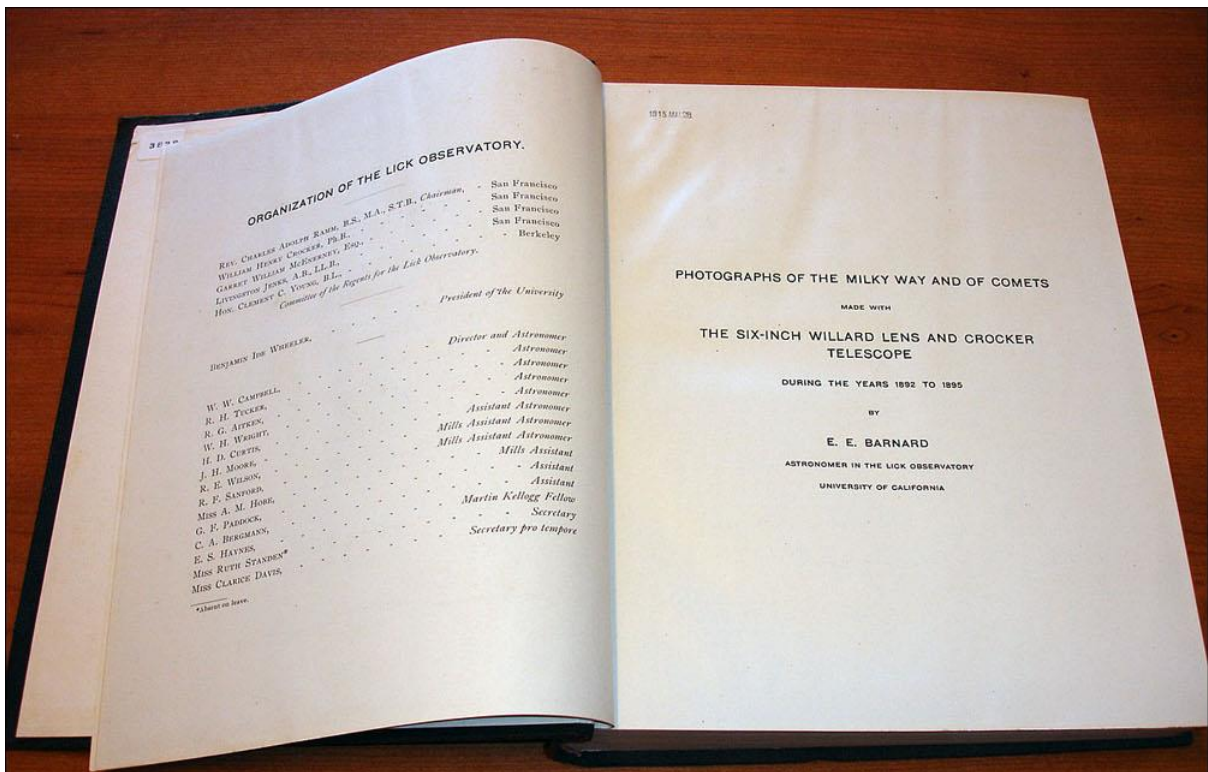 ORGANIZATION OF THE LICK OBSERVATORY.
REV. CHARLES ADOLPH RAMM, B.S., M.A., S.T.B., Chairman, San Francisco
WILLIAM HENRY CROCKER, Ph.B., San Francisco
GARRET WILLIAM MCENERNEY, ESQ., San Francisco
LIVINGSTON JENKS, A.B., LL.B., San Francisco
HON. CLEMENT C. YOUNG, B.L., Berkeley
Committee of the Regents for the Lick Observatory.
BENJAMIN IDE WHEELER, President of the University
W. W. CAMPBELL, Director and Astronomer
R. H. TUCKER, Astronomer
R. G. AITKEN, Astronomer
W. H. WRIGHT, Astronomer
H. D. CURTIS, Astronomer
J. H. MOORE, Assistant Astronomer
R. E. WILSON, Mills Assistant Astronomer
R. F. SANFORD, Mills Assistant Astronomer
MISS A. M. HOBE, Mills Assistant
G. F. PADDOCK, Assistant
C. A. BERGMANN, Assistant
E. S. HAYNES, Martin Kellogg Fellow
MISS RUTH STANDEN* Secretary
MISS CLARICE DAVIS, Secretary pro tempore
*Absent on leave.
PHOTOGRAPHS OF THE MILKY WAY AND OF COMETS
MADE WITH
THE SIX-INCH WILLARD LENS AND CROCKER
TELESCOPE
DURING THE YEARS 1892 TO 1895
BY
E. E. BARNARD
ASTRONOMER IN THE LICK OBSERVATORY
UNIVERSITY OF CALIFORNIA